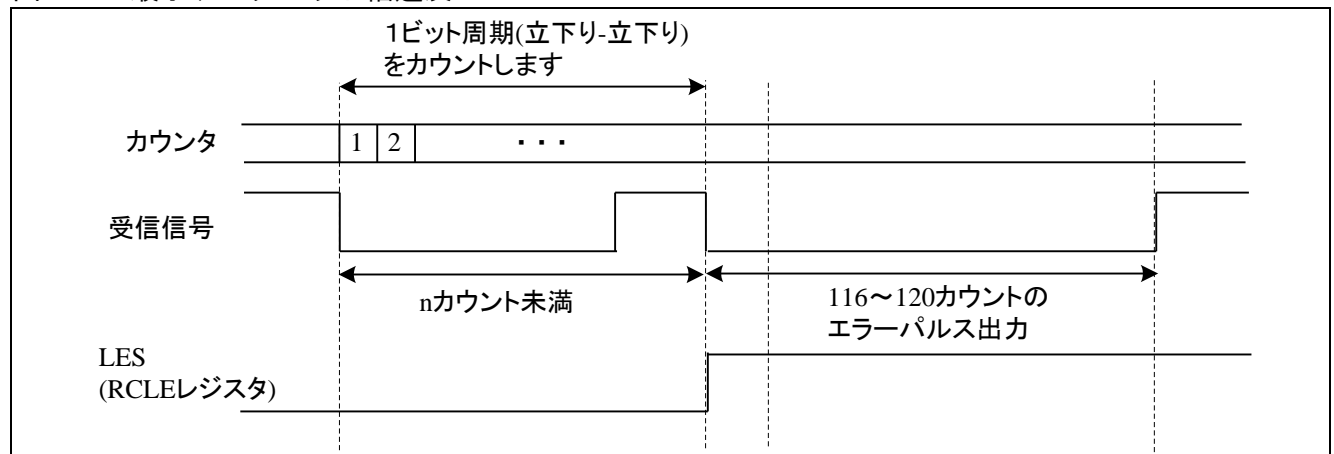 1ビット周期(立下り-立下り)
をカウントします
カウンタ
1 2 ・・・
受信信号
nカウント未満
116～120カウントの
エラーパルス出力
LES
(RCLEレジスタ)